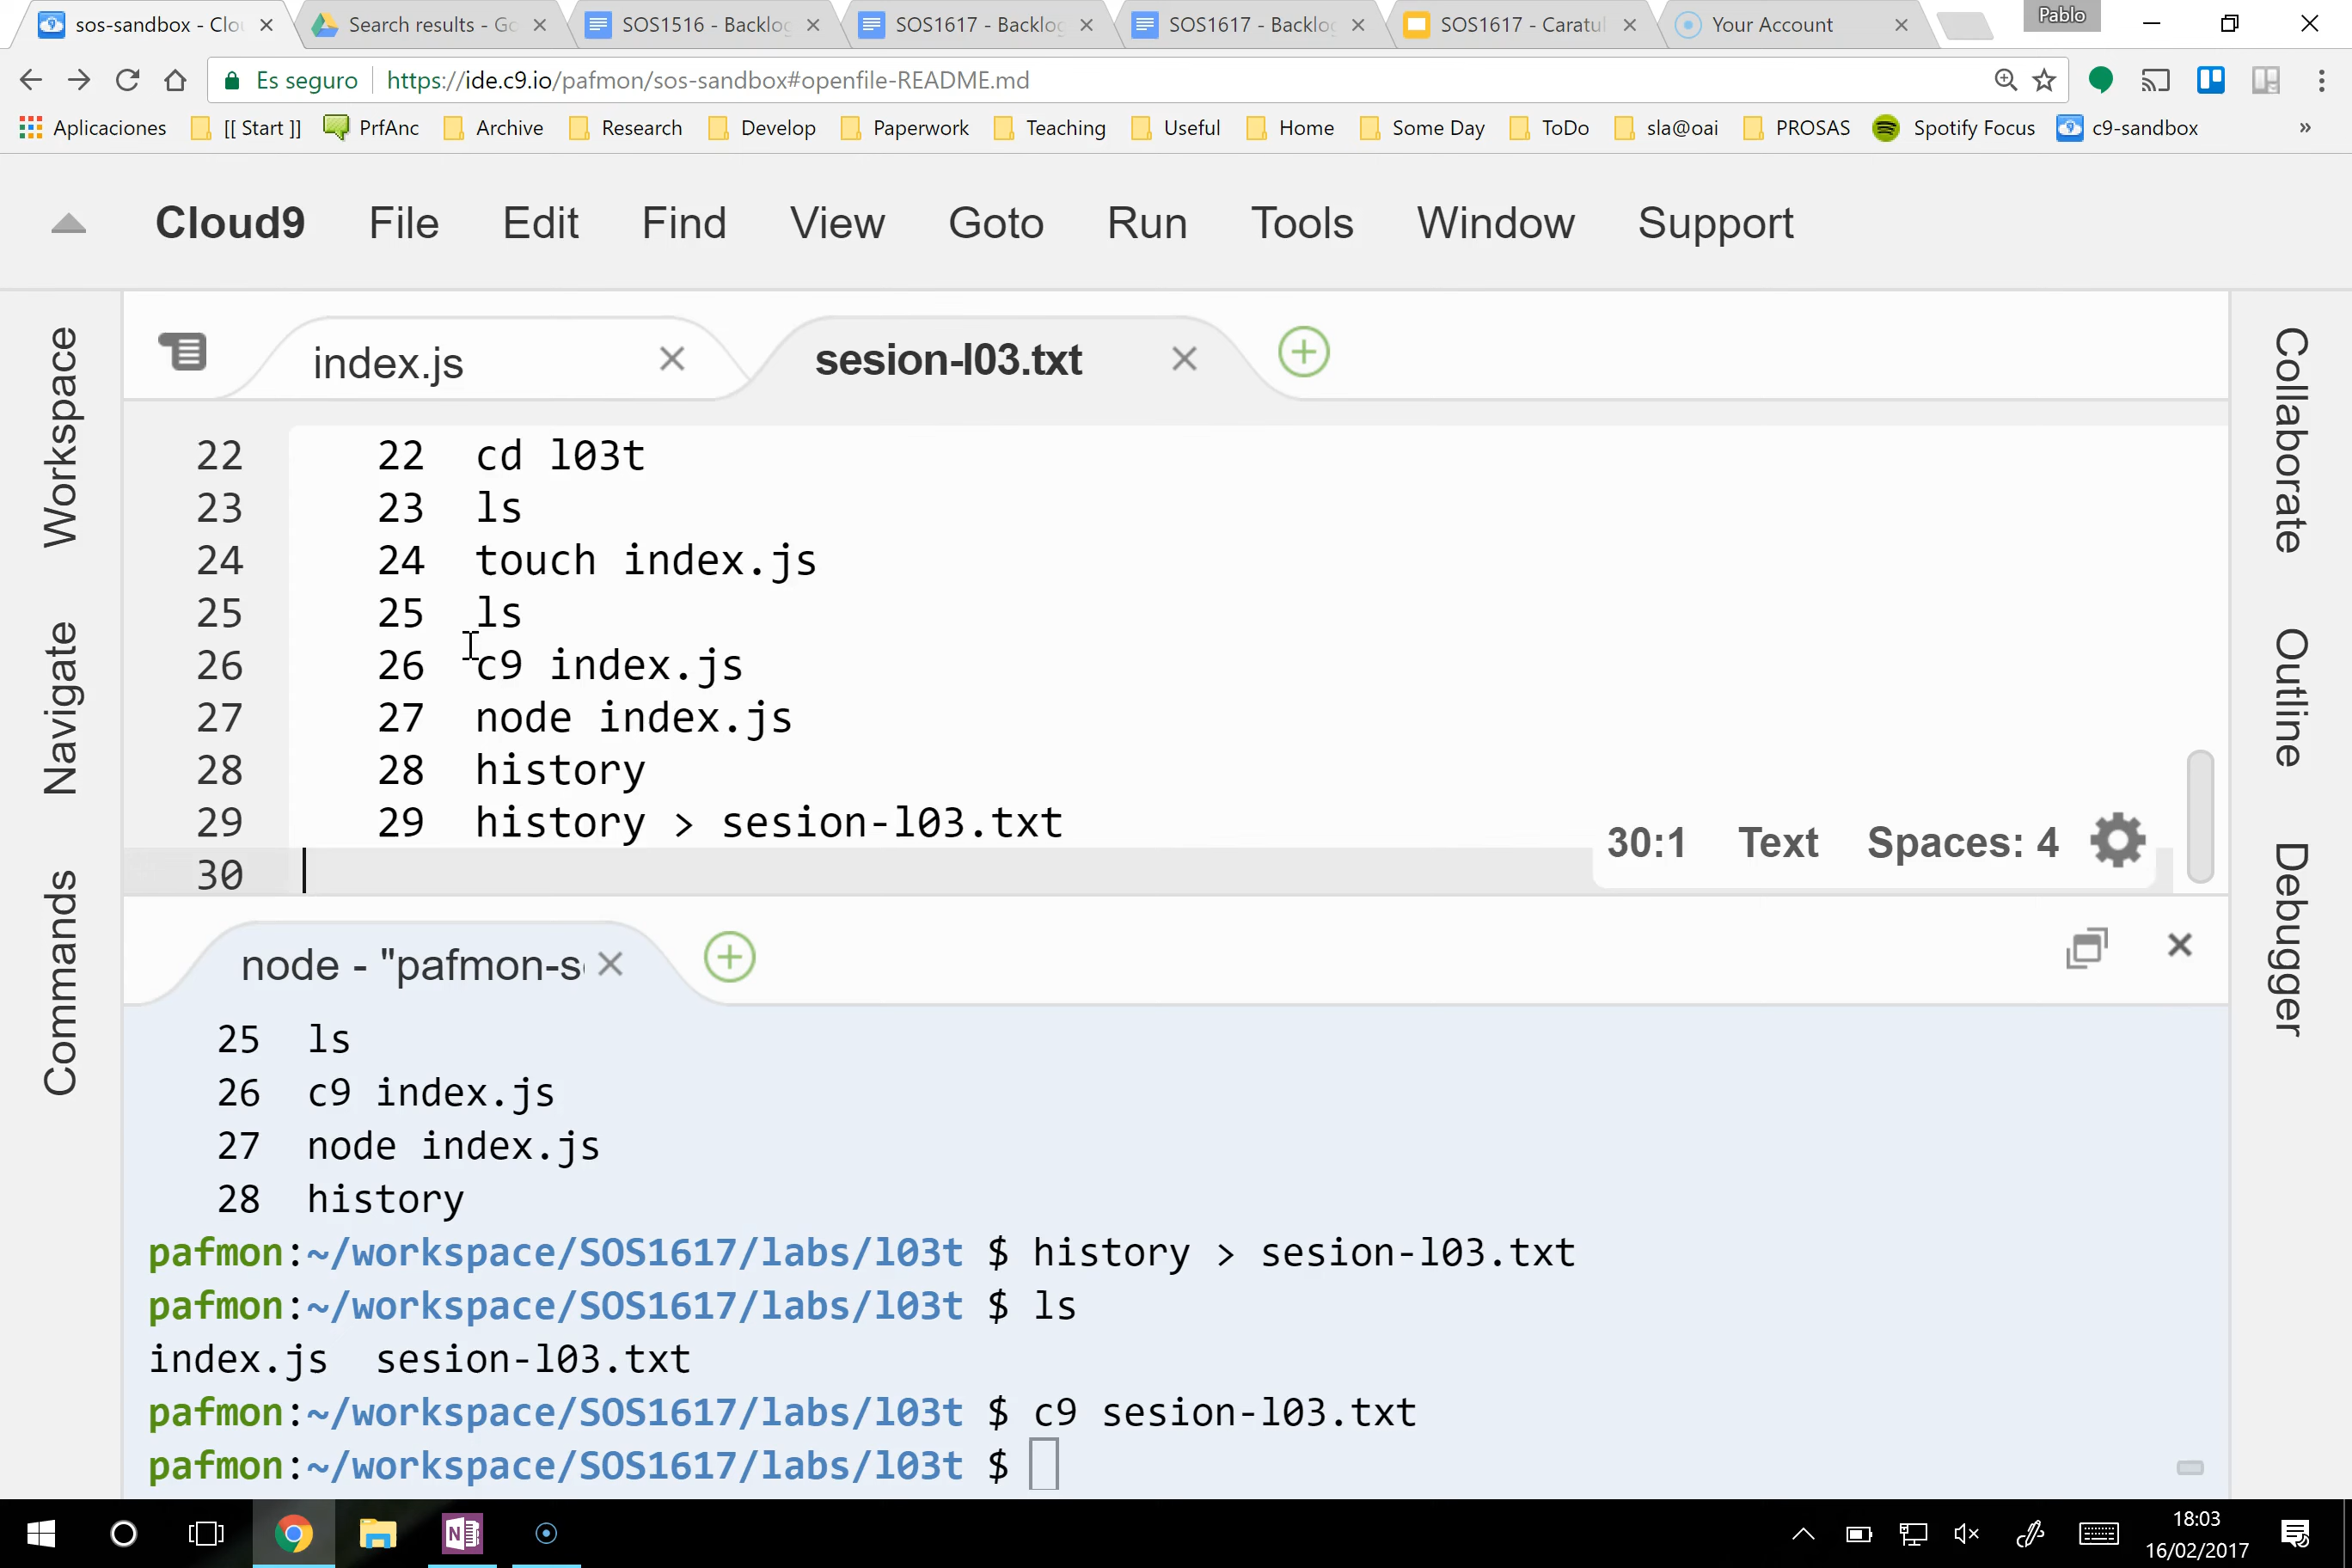 sos-sandbox - Clo
Search results - Go
SOS1516 - Backlog
SOS1617 - Backlog
SOS1617 - Backlog
SOS1617 - Caratul
Your Account
Pablo
Es seguro
https://ide.c9.io/pafmon/sos-sandbox#openfile-README.md
Aplicaciones
[[ Start ]]
PrfAnc
Archive
Research
Develop
Paperwork
Teaching
Useful
Home
Some Day
ToDo
sla@oai
PROSAS
Spotify Focus
c9-sandbox
»
Cloud9 File Edit Find View Goto Run Tools Window Support
Workspace
Navigate
Commands
Collaborate
Outline
Debugger
index.js
sesion-l03.txt
22 22 cd l03t
23 23 ls
24 24 touch index.js
25 25 ls
26 26 c9 index.js
27 27 node index.js
28 28 history
29 29 history > sesion-l03.txt
30
30:1 Text Spaces: 4
node - "pafmon-s
25 ls
26 c9 index.js
27 node index.js
28 history
pafmon:~/workspace/SOS1617/labs/l03t $ history > sesion-l03.txt
pafmon:~/workspace/SOS1617/labs/l03t $ ls
index.js sesion-l03.txt
pafmon:~/workspace/SOS1617/labs/l03t $ c9 sesion-l03.txt
pafmon:~/workspace/SOS1617/labs/l03t $
18:03
16/02/2017